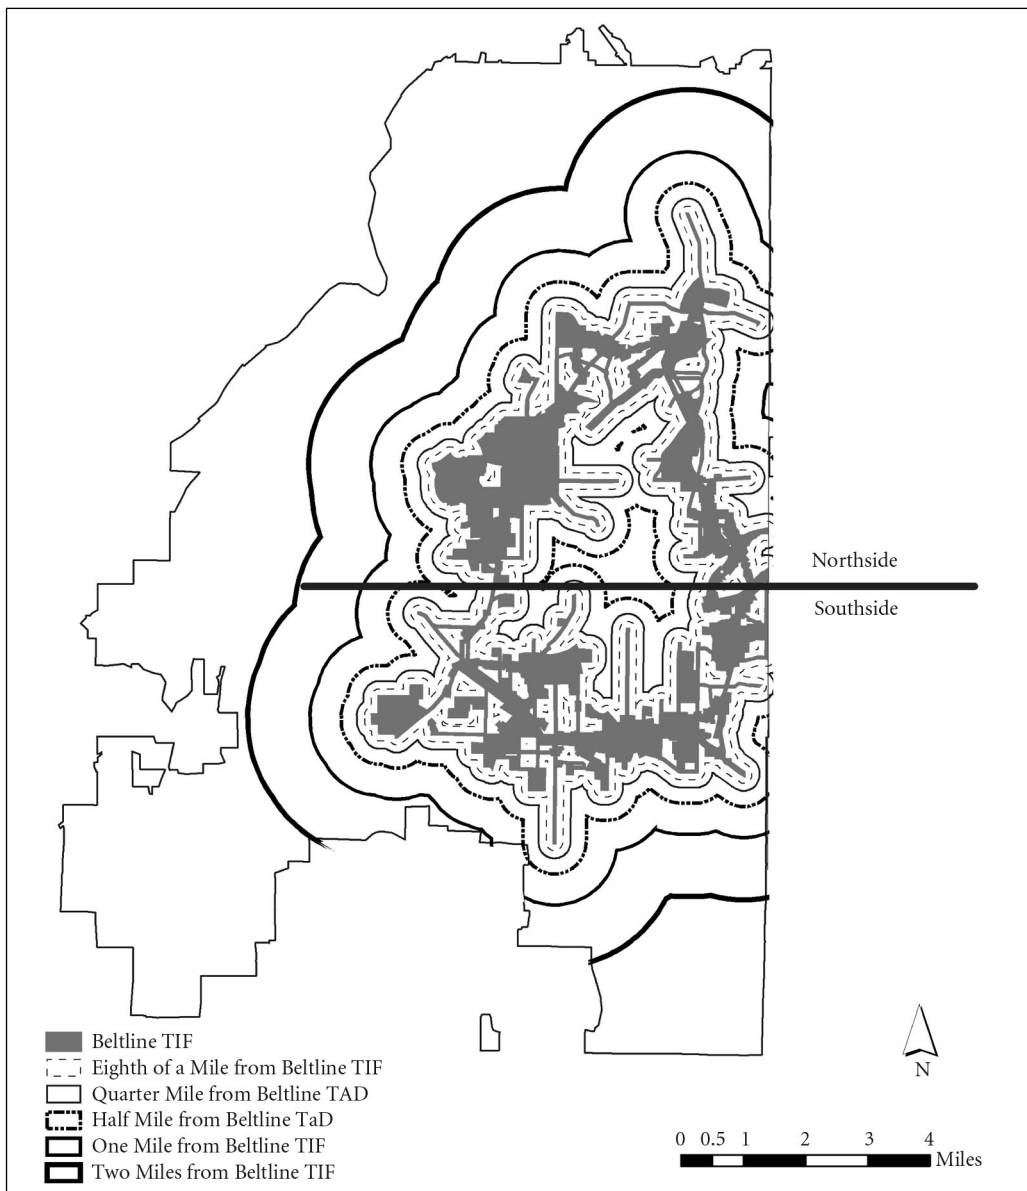 Northside
Southside
Beltline TIF
Eighth of a Mile from Beltline TIF
Quarter Mile from Beltline TAD
Half Mile from Beltline TaD
One Mile from Beltline TIF
Two Miles from Beltline TIF
N
0 0.5 1 2 3 4
Miles